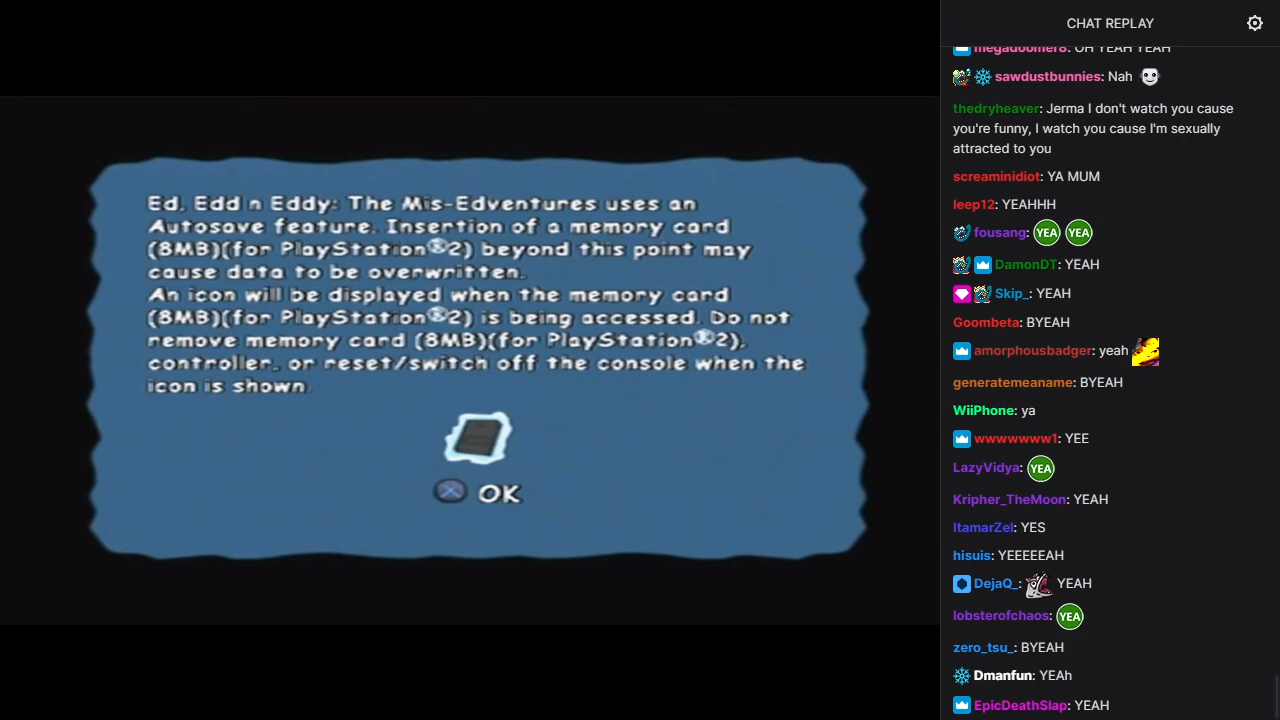 Ed, Edd n Eddy: The Mis-Edventures uses an
Autosave feature. Insertion of a memory card
(8MB)(for PlayStation®2) beyond this point may
cause data to be overwritten.
An icon will be displayed when the memory card
(8MB)(for PlayStation®2) is being accessed. Do not
remove memory card (8MB)(for PlayStation®2),
controller, or reset/switch off the console when the
icon is shown.
OK
CHAT REPLAY
megadoomer8: OH YEAH YEAH
sawdustbunnies: Nah
thedryheaver: Jerma I don't watch you cause
you're funny, I watch you cause I'm sexually
attracted to you
screaminidiot: YA MUM
leep12: YEAHHH
fousang: YEA YEA
DamonDT: YEAH
Skip_: YEAH
Goombeta: BYEAH
amorphousbadger: yeah
generatemeaname: BYEAH
WiiPhone: ya
wwwwwww1: YEE
LazyVidya: YEA
Kripher_TheMoon: YEAH
ItamarZel: YES
hisuis: YEEEEEAH
DejaQ_: YEAH
lobsterofchaos: YEA
zero_tsu_: BYEAH
Dmanfun: YEAh
EpicDeathSlap: YEAH